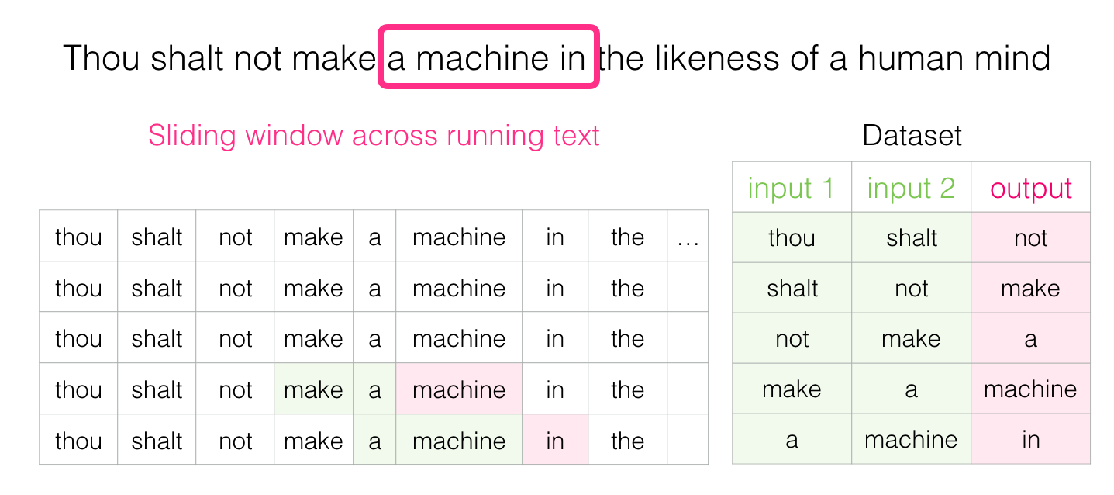 Thou shalt not make a machine in the likeness of a human mind
Sliding window across running text
thou shalt not make a machine in the ...
thou shalt not make a machine in the
thou shalt not make a machine in the
thou shalt not make a machine in the
thou shalt not make a machine in the
Dataset
input 1 input 2 output
thou shalt not
shalt not make
not make a
make a machine
a machine in